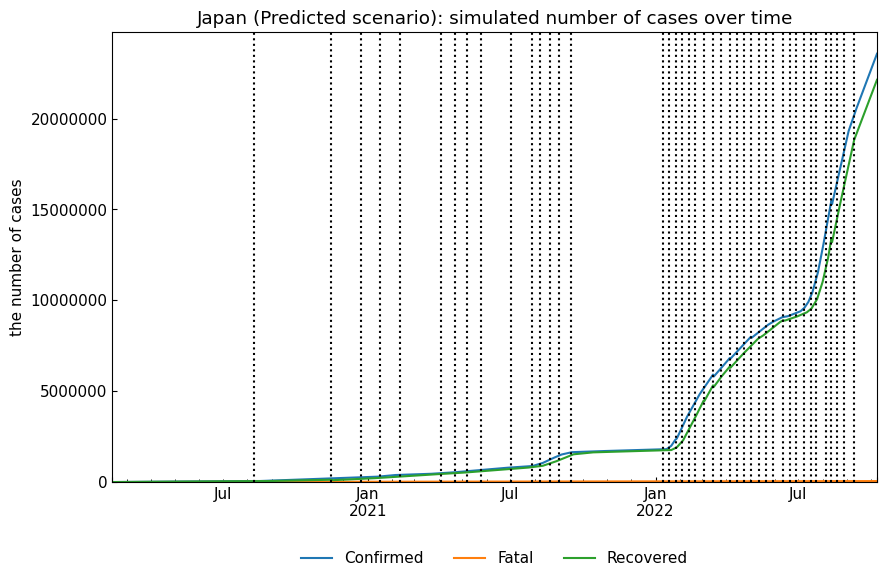 Japan (Predicted scenario): simulated number of cases over time
the number of cases
20000000
15000000
10000000
5000000
0
Jul
Jan
2021
Jul
Jan
2022
Jul
Confirmed
Fatal
Recovered